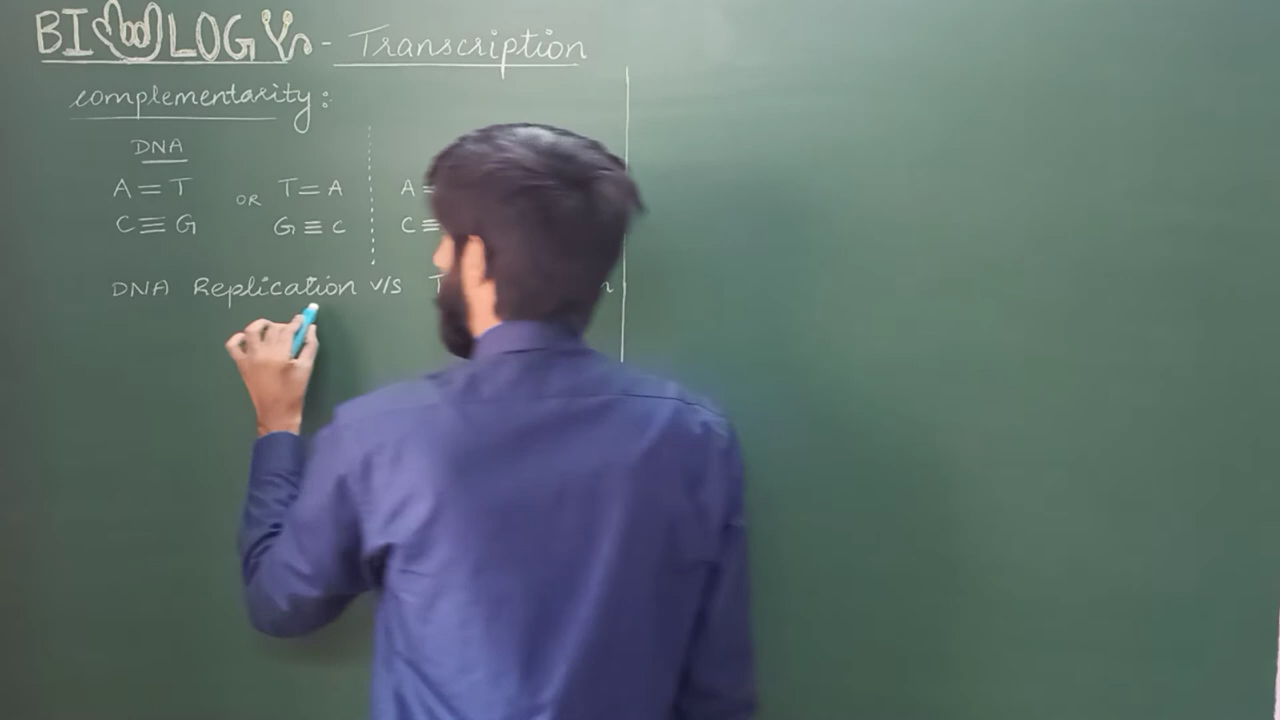 BIOLOGY - Transcription
complementarity:
DNA
A = T OR T = A A =
C ≡ G G ≡ C C ≡
DNA Replication v/s